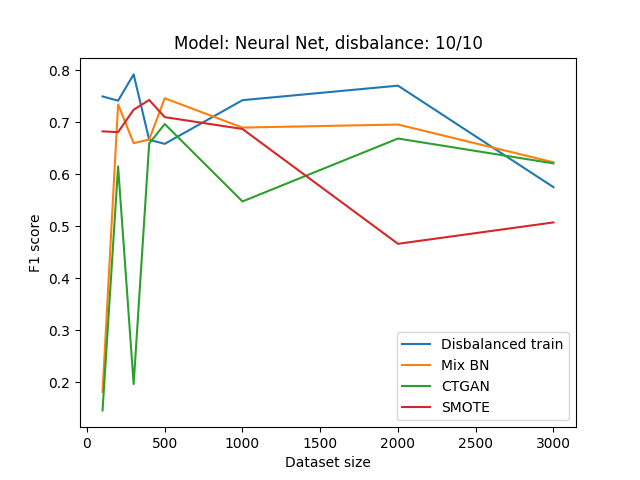 Model: Neural Net, disbalance: 10/10
F1 score
0.8
0.7
0.6
0.5
0.4
0.3
0.2
Disbalanced train
Mix BN
CTGAN
SMOTE
0 500 1000 1500 2000 2500 3000
Dataset size